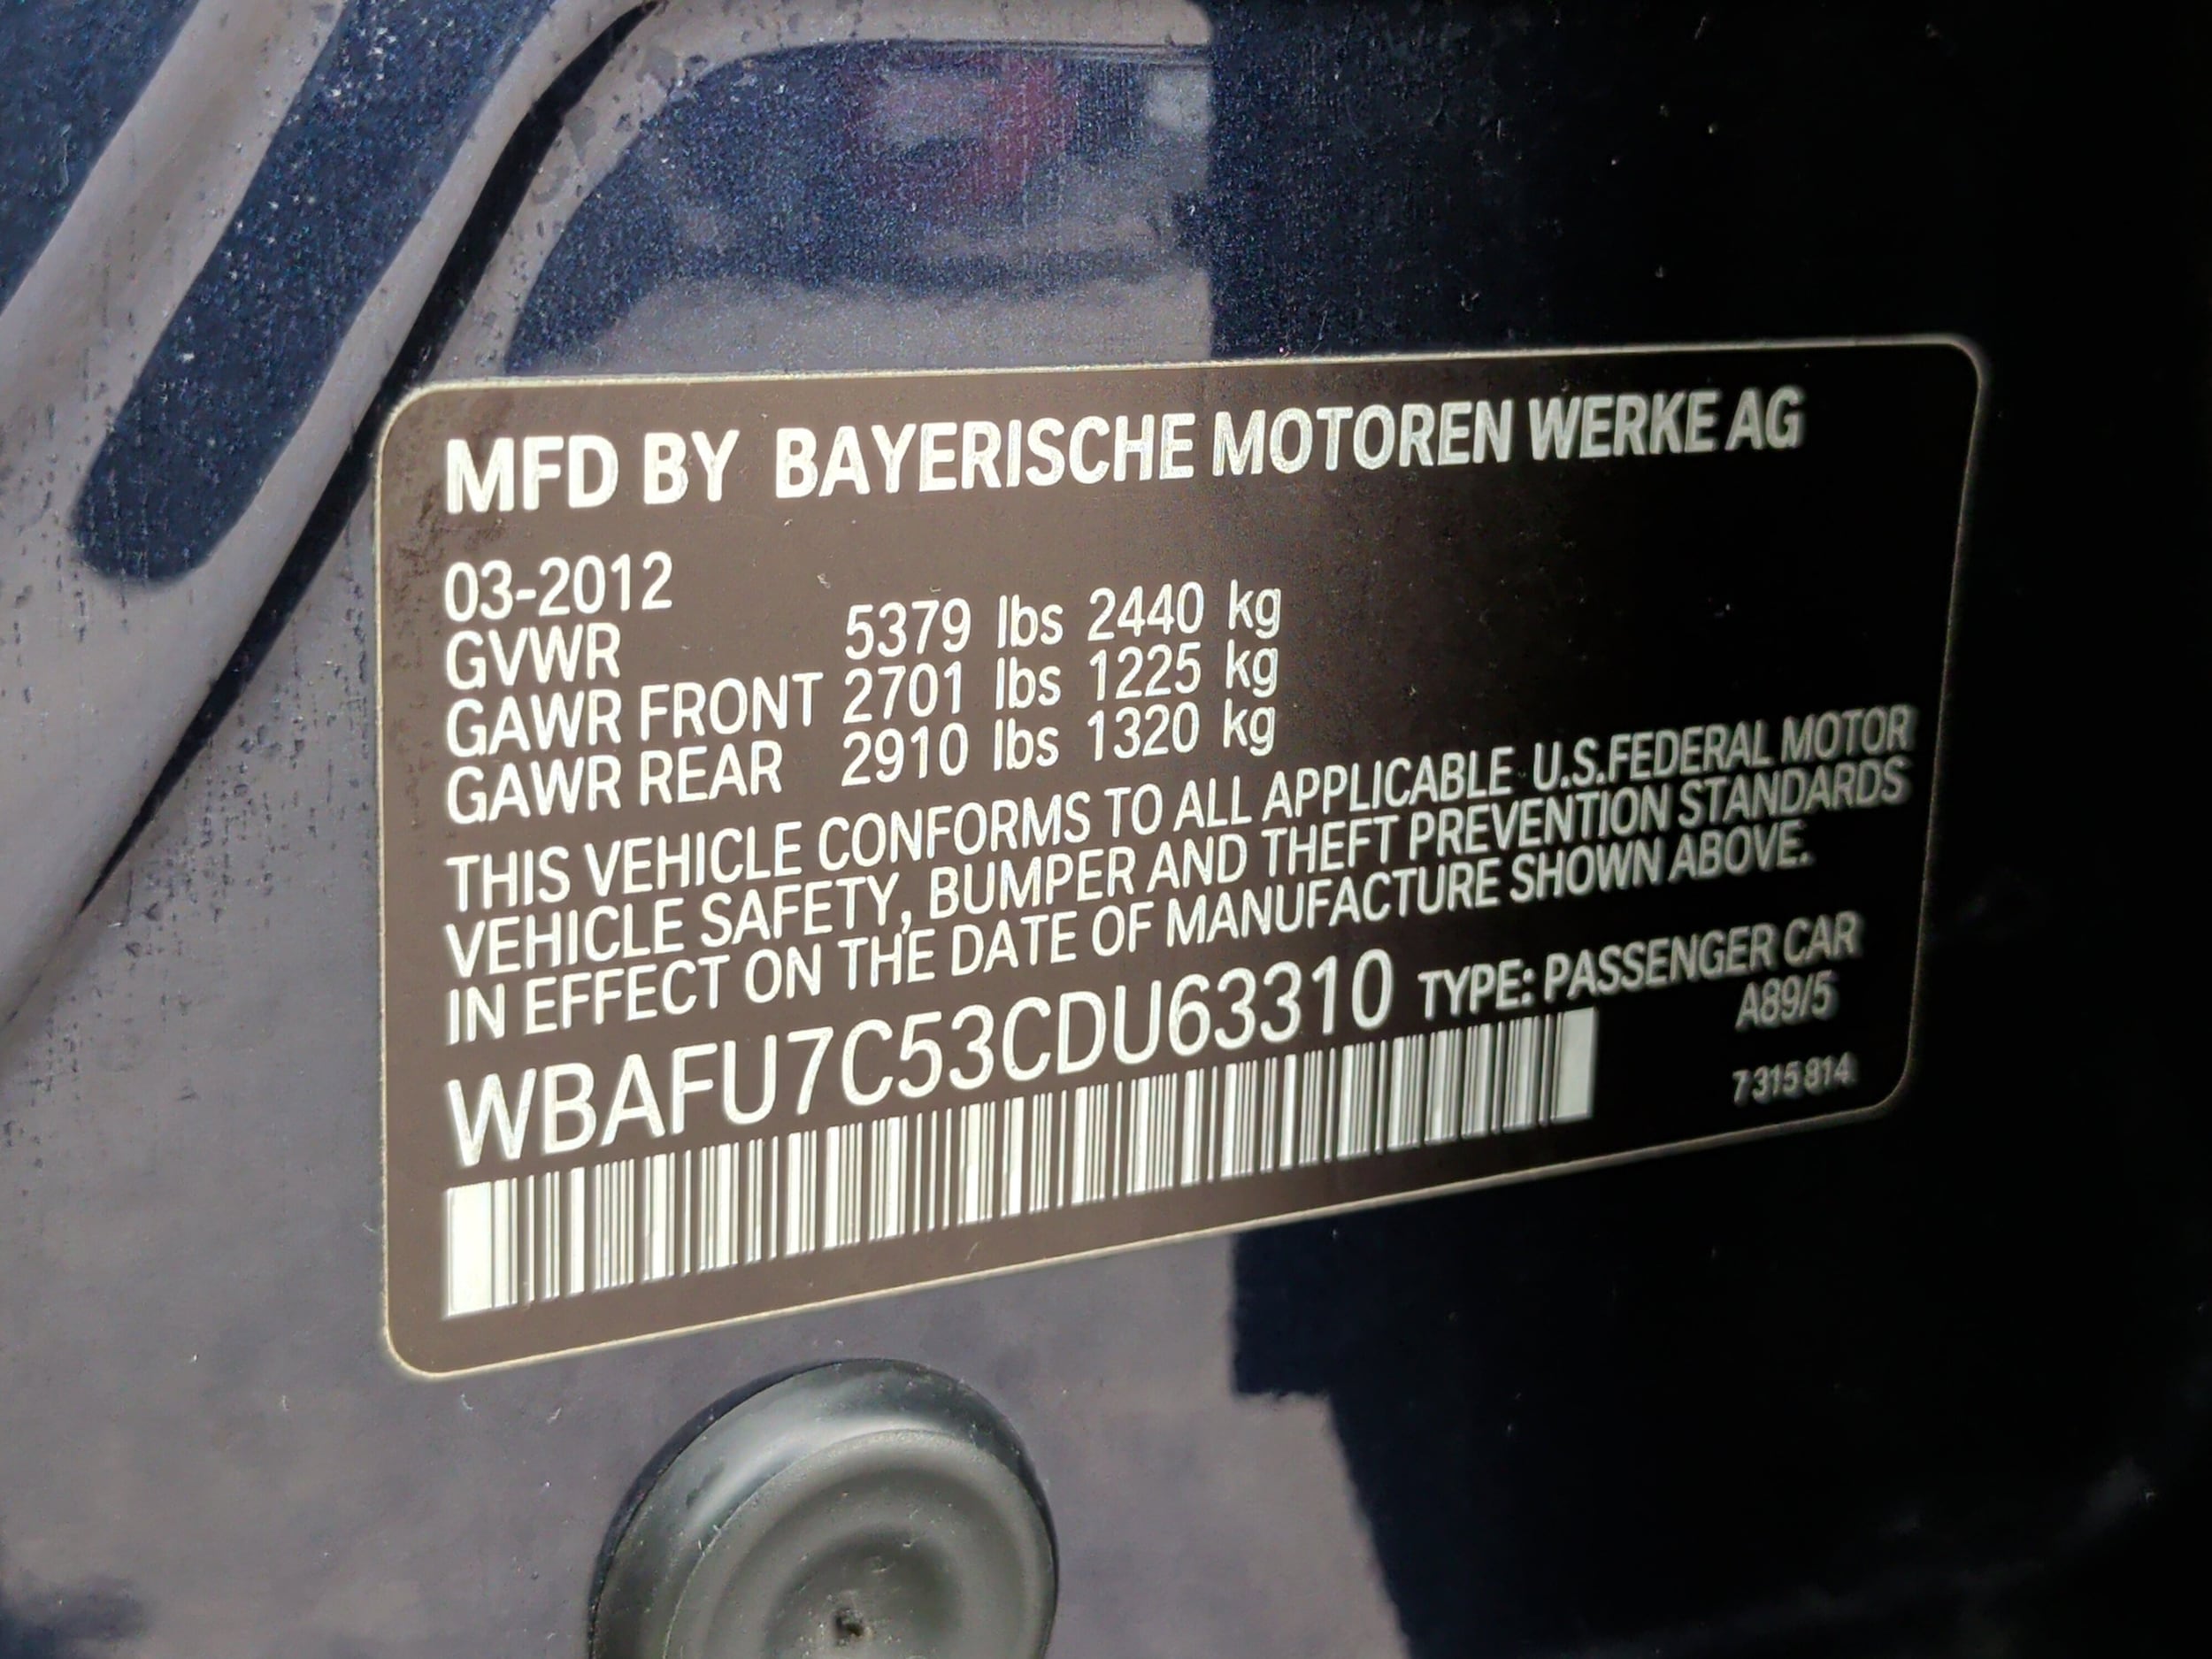 MFD BY BAYERISCHE MOTOREN WERKE AG
03-2012
GVWR 5379 lbs 2440 kg
GAWR FRONT 2701 lbs 1225 kg
GAWR REAR 2910 lbs 1320 kg
THIS VEHICLE CONFORMS TO ALL APPLICABLE U.S.FEDERAL MOTOR
VEHICLE SAFETY, BUMPER AND THEFT PREVENTION STANDARDS
IN EFFECT ON THE DATE OF MANUFACTURE SHOWN ABOVE.
WBAFU7C53CDU63310 TYPE: PASSENGER CAR
A89/5
7 315 814